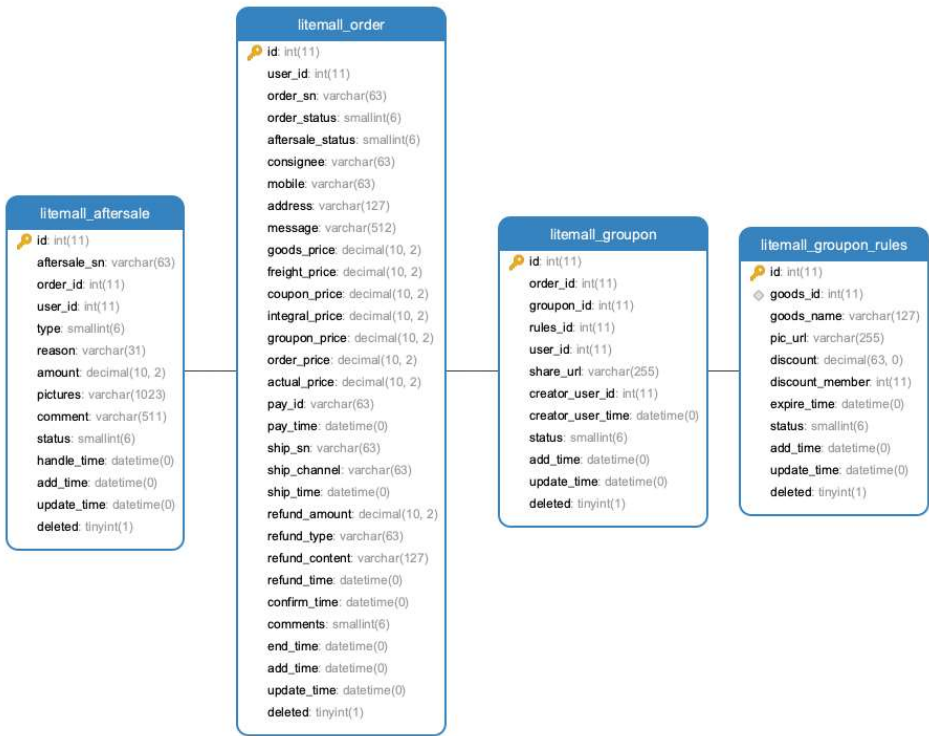 litemall_aftersale
id: int(11)
aftersale_sn: varchar(63)
order_id: int(11)
user_id: int(11)
type: smallint(6)
reason: varchar(31)
amount: decimal(10, 2)
pictures: varchar(1023)
comment: varchar(511)
status: smallint(6)
handle_time: datetime(0)
add_time: datetime(0)
update_time: datetime(0)
deleted: tinyint(1)
litemall_order
id: int(11)
user_id: int(11)
order_sn: varchar(63)
order_status: smallint(6)
aftersale_status: smallint(6)
consignee: varchar(63)
mobile: varchar(63)
address: varchar(127)
message: varchar(512)
goods_price: decimal(10, 2)
freight_price: decimal(10, 2)
coupon_price: decimal(10, 2)
integral_price: decimal(10, 2)
groupon_price: decimal(10, 2)
order_price: decimal(10, 2)
actual_price: decimal(10, 2)
pay_id: varchar(63)
pay_time: datetime(0)
ship_sn: varchar(63)
ship_channel: varchar(63)
ship_time: datetime(0)
refund_amount: decimal(10, 2)
refund_type: varchar(63)
refund_content: varchar(127)
refund_time: datetime(0)
confirm_time: datetime(0)
comments: smallint(6)
end_time: datetime(0)
add_time: datetime(0)
update_time: datetime(0)
deleted: tinyint(1)
litemall_groupon
id: int(11)
order_id: int(11)
groupon_id: int(11)
rules_id: int(11)
user_id: int(11)
share_url: varchar(255)
creator_user_id: int(11)
creator_user_time: datetime(0)
status: smallint(6)
add_time: datetime(0)
update_time: datetime(0)
deleted: tinyint(1)
litemall_groupon_rules
id: int(11)
goods_id: int(11)
goods_name: varchar(127)
pic_url: varchar(255)
discount: decimal(63, 0)
discount_member: int(11)
expire_time: datetime(0)
status: smallint(6)
add_time: datetime(0)
update_time: datetime(0)
deleted: tinyint(1)